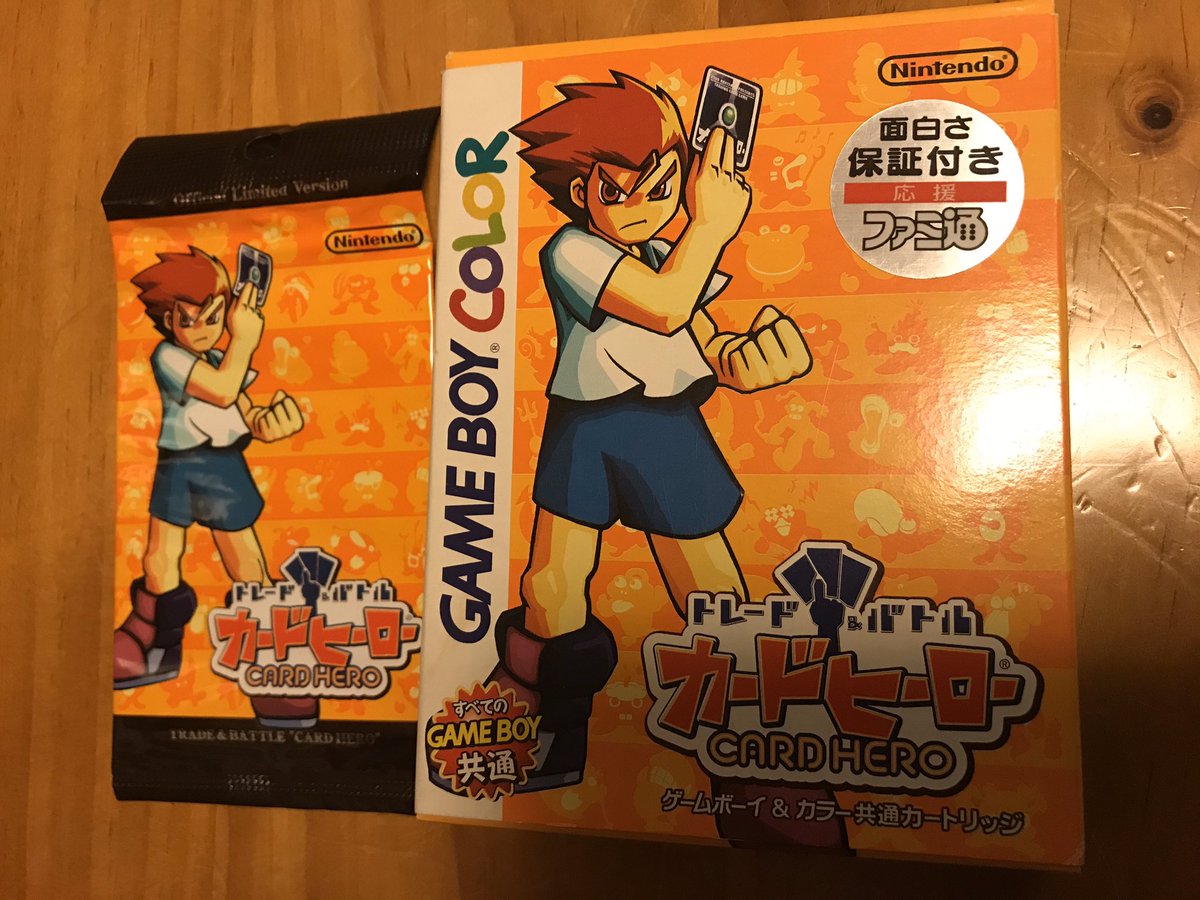 Official Limited Version
Nintendo®
トレード&バトル
カードヒーロー®
CARD HERO
TRADE & BATTLE "CARD HERO"
GAME BOY COLOR
®
Nintendo®
面白さ
保証付き
応援
ファミ通
トレード&バトル
カードヒーロー®
CARD HERO
すべての
GAME BOY
共通
ゲームボーイ & カラー共通カートリッジ